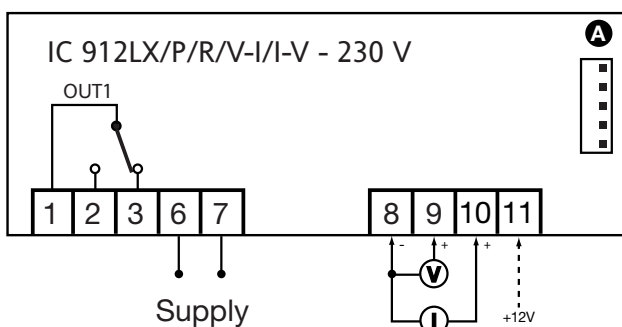 A
IC 912LX/P/R/V-I/I-V - 230 V
OUT1
1 2 3 6 7 8 9 10 11
- + +
V
Supply
I
+12V